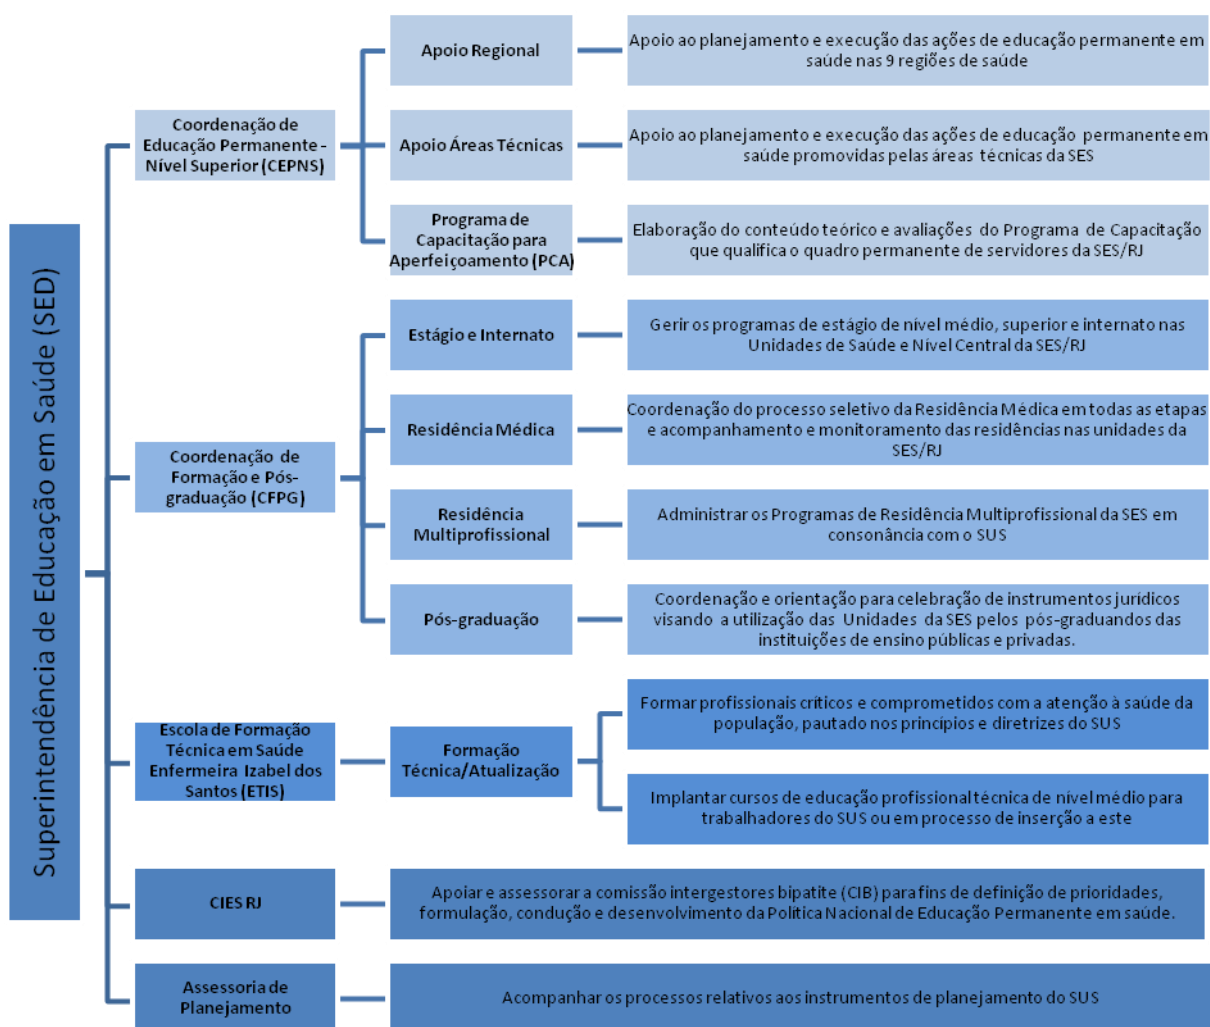 Superintendência de Educação em Saúde (SED)
Coordenação de
Educação Permanente -
Nível Superior (CEPNS)
Apoio Regional
Apoio ao planejamento e execução das ações de educação permanente em
saúde nas 9 regiões de saúde
Apoio Áreas Técnicas
Apoio ao planejamento e execução das ações de educação permanente em
saúde promovidas pelas áreas técnicas da SES
Programa de
Capacitação para
Aperfeiçoamento (PCA)
Elaboração do conteúdo teórico e avaliações do Programa de Capacitação
que qualifica o quadro permanente de servidores da SES/RJ
Coordenação de
Formação e Pós-
graduação (CFPG)
Estágio e Internato
Gerir os programas de estágio de nível médio, superior e internato nas
Unidades de Saúde e Nível Central da SES/RJ
Residência Médica
Coordenação do processo seletivo da Residência Médica em todas as etapas
e acompanhamento e monitoramento das residências nas unidades da
SES/RJ
Residência
Multiprofissional
Administrar os Programas de Residência Multiprofissional da SES em
consonância com o SUS
Pós-graduação
Coordenação e orientação para celebração de instrumentos jurídicos
visando a utilização das Unidades da SES pelos pós-graduandos das
instituições de ensino públicas e privadas.
Escola de Formação
Técnica em Saúde
Enfermeira Izabel dos
Santos (ETIS)
Formação
Técnica/Atualização
Formar profissionais críticos e comprometidos com a atenção à saúde da
população, pautado nos princípios e diretrizes do SUS
Implantar cursos de educação profissional técnica de nível médio para
trabalhadores do SUS ou em processo de inserção a este
CIES RJ
Apoiar e assessorar a comissão intergestores bipatite (CIB) para fins de definição de prioridades,
formulação, condução e desenvolvimento da Política Nacional de Educação Permanente em saúde.
Assessoria de
Planejamento
Acompanhar os processos relativos aos instrumentos de planejamento do SUS